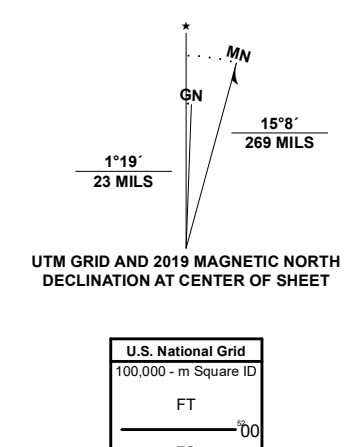 ★
MN
GN
15°8´
269 MILS
1°19´
23 MILS
UTM GRID AND 2019 MAGNETIC NORTH
DECLINATION AT CENTER OF SHEET
U.S. National Grid
100,000 - m Square ID
FT
⁵²00